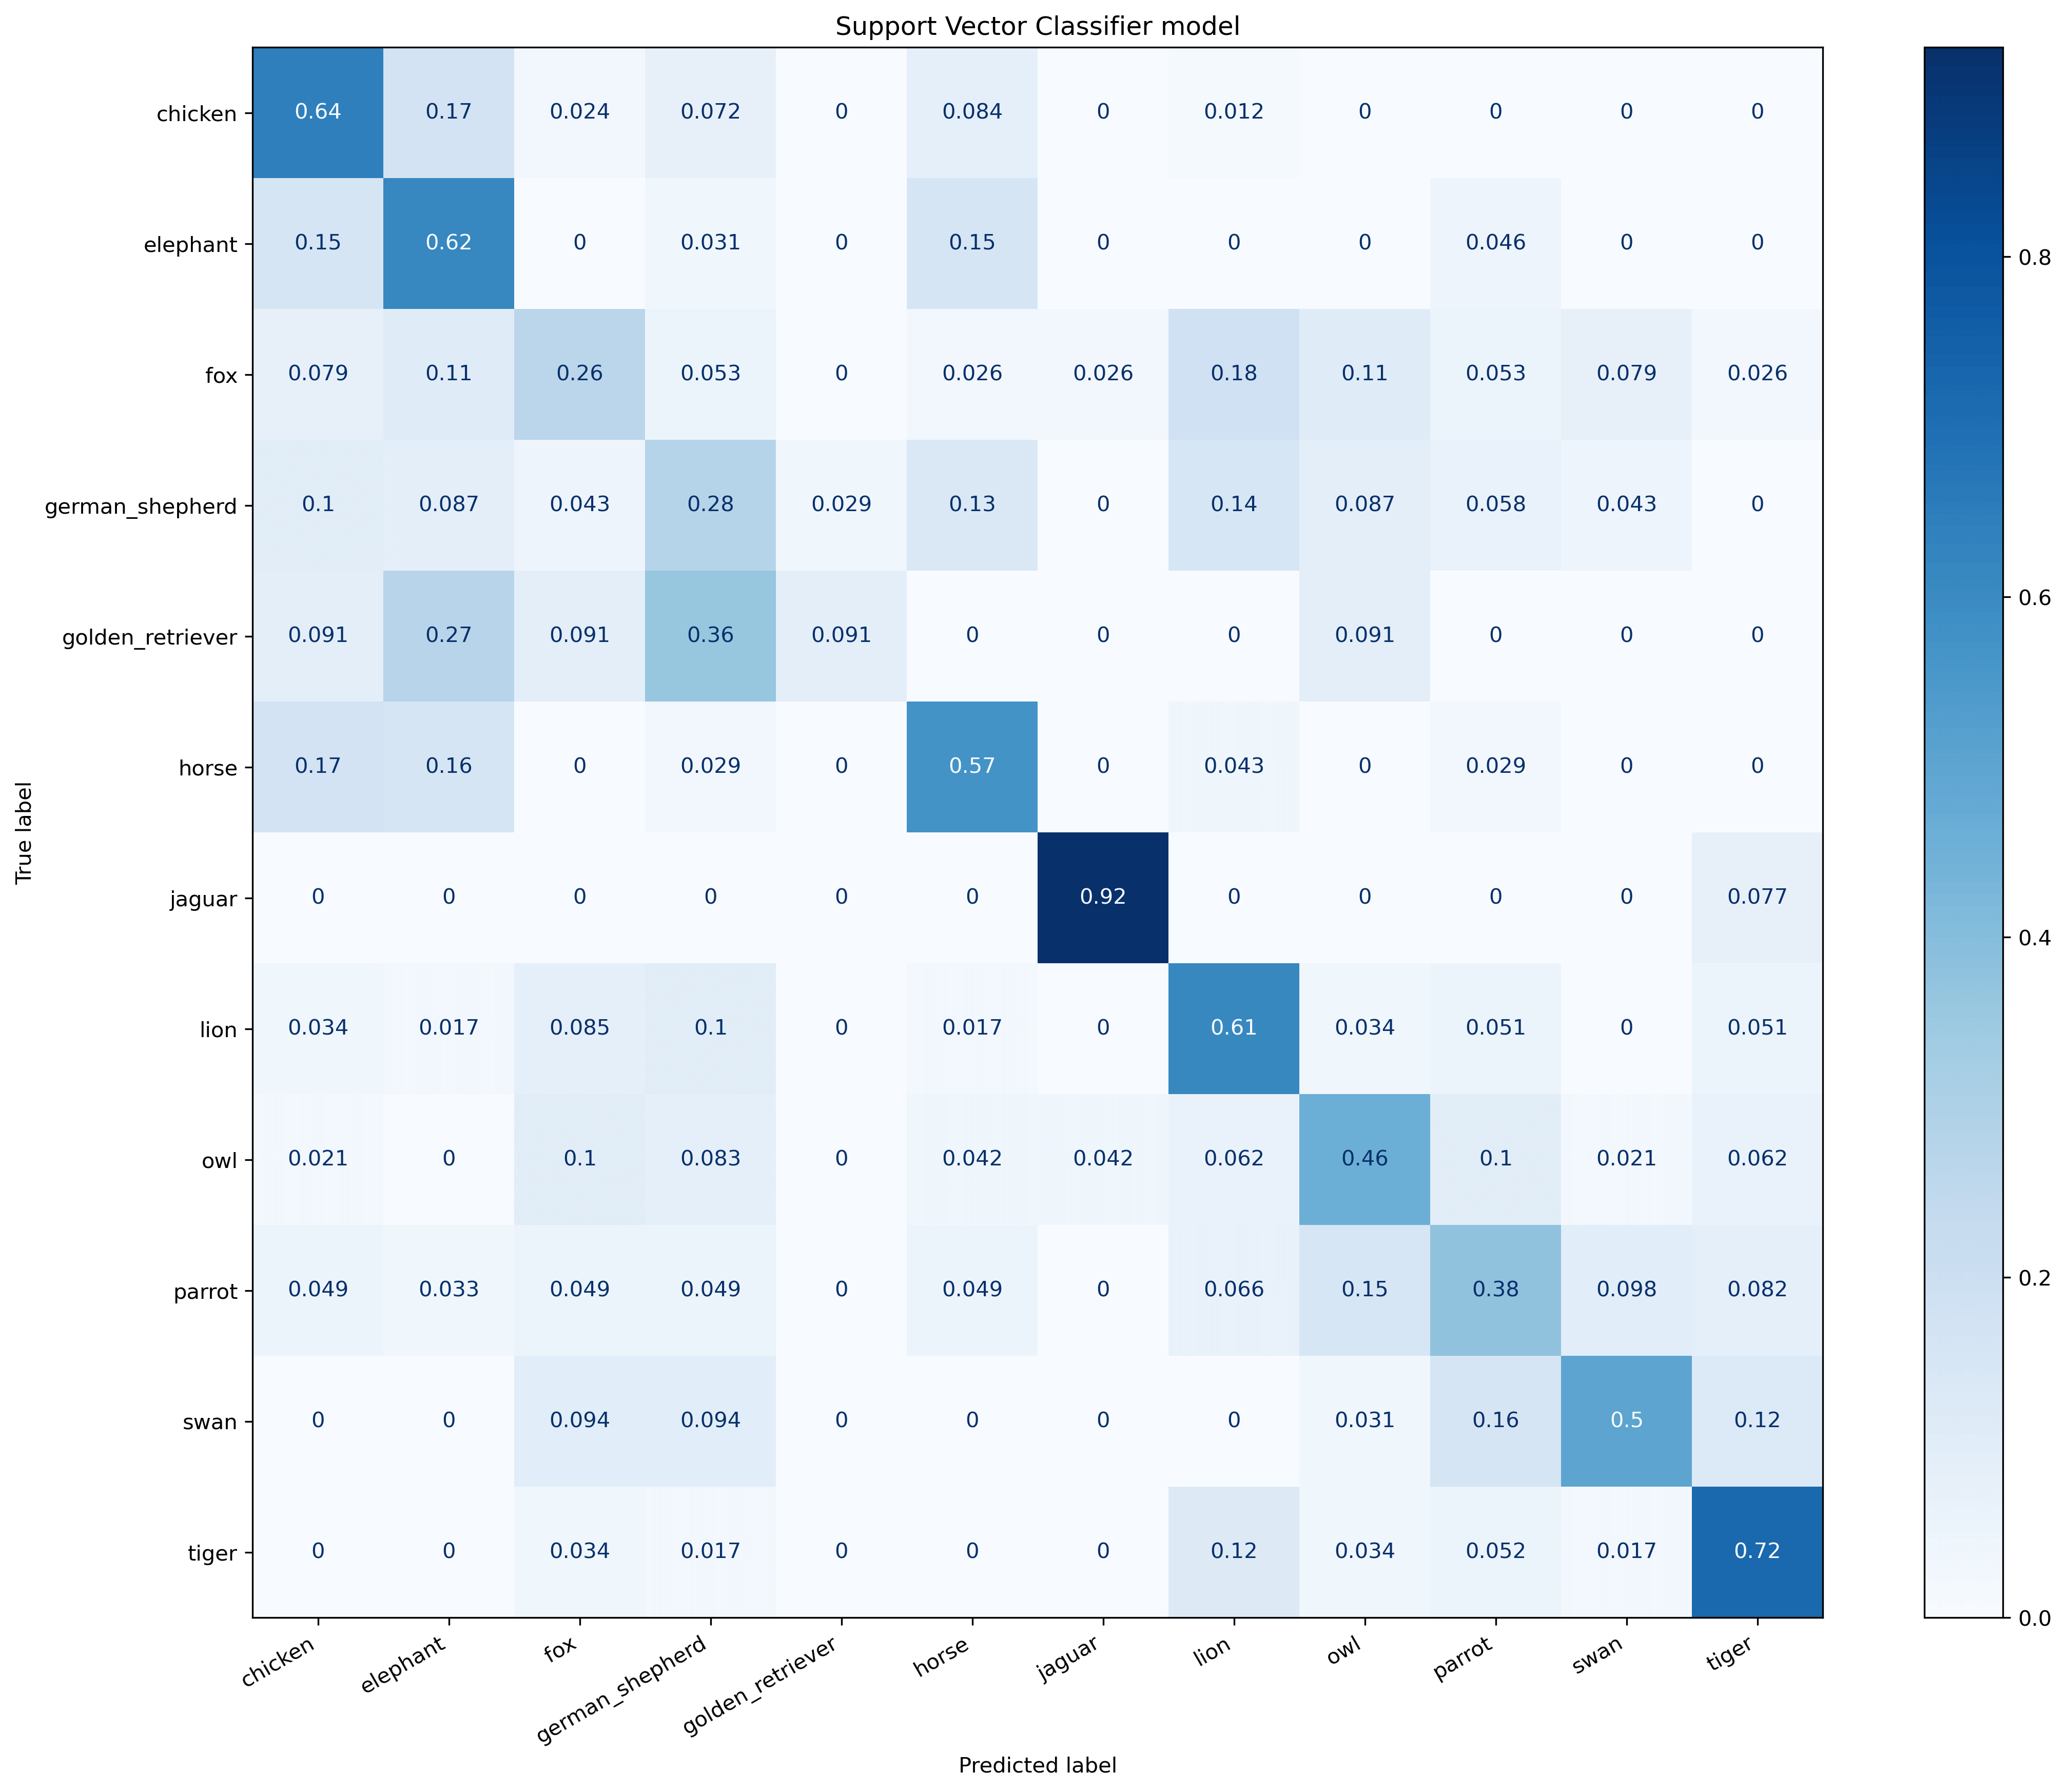 Support Vector Classifier model
chicken 0.64 0.17 0.024 0.072 0 0.084 0 0.012 0 0 0 0
elephant 0.15 0.62 0 0.031 0 0.15 0 0 0 0.046 0 0
fox 0.079 0.11 0.26 0.053 0 0.026 0.026 0.18 0.11 0.053 0.079 0.026
german_shepherd 0.1 0.087 0.043 0.28 0.029 0.13 0 0.14 0.087 0.058 0.043 0
golden_retriever 0.091 0.27 0.091 0.36 0.091 0 0 0 0.091 0 0 0
horse 0.17 0.16 0 0.029 0 0.57 0 0.043 0 0.029 0 0
jaguar 0 0 0 0 0 0 0.92 0 0 0 0 0.077
lion 0.034 0.017 0.085 0.1 0 0.017 0 0.61 0.034 0.051 0 0.051
owl 0.021 0 0.1 0.083 0 0.042 0.042 0.062 0.46 0.1 0.021 0.062
parrot 0.049 0.033 0.049 0.049 0 0.049 0 0.066 0.15 0.38 0.098 0.082
swan 0 0 0.094 0.094 0 0 0 0 0.031 0.16 0.5 0.12
tiger 0 0 0.034 0.017 0 0 0 0.12 0.034 0.052 0.017 0.72
chicken elephant fox german_shepherd golden_retriever horse jaguar lion owl parrot swan tiger
Predicted label
True label
0.8
0.6
0.4
0.2
0.0